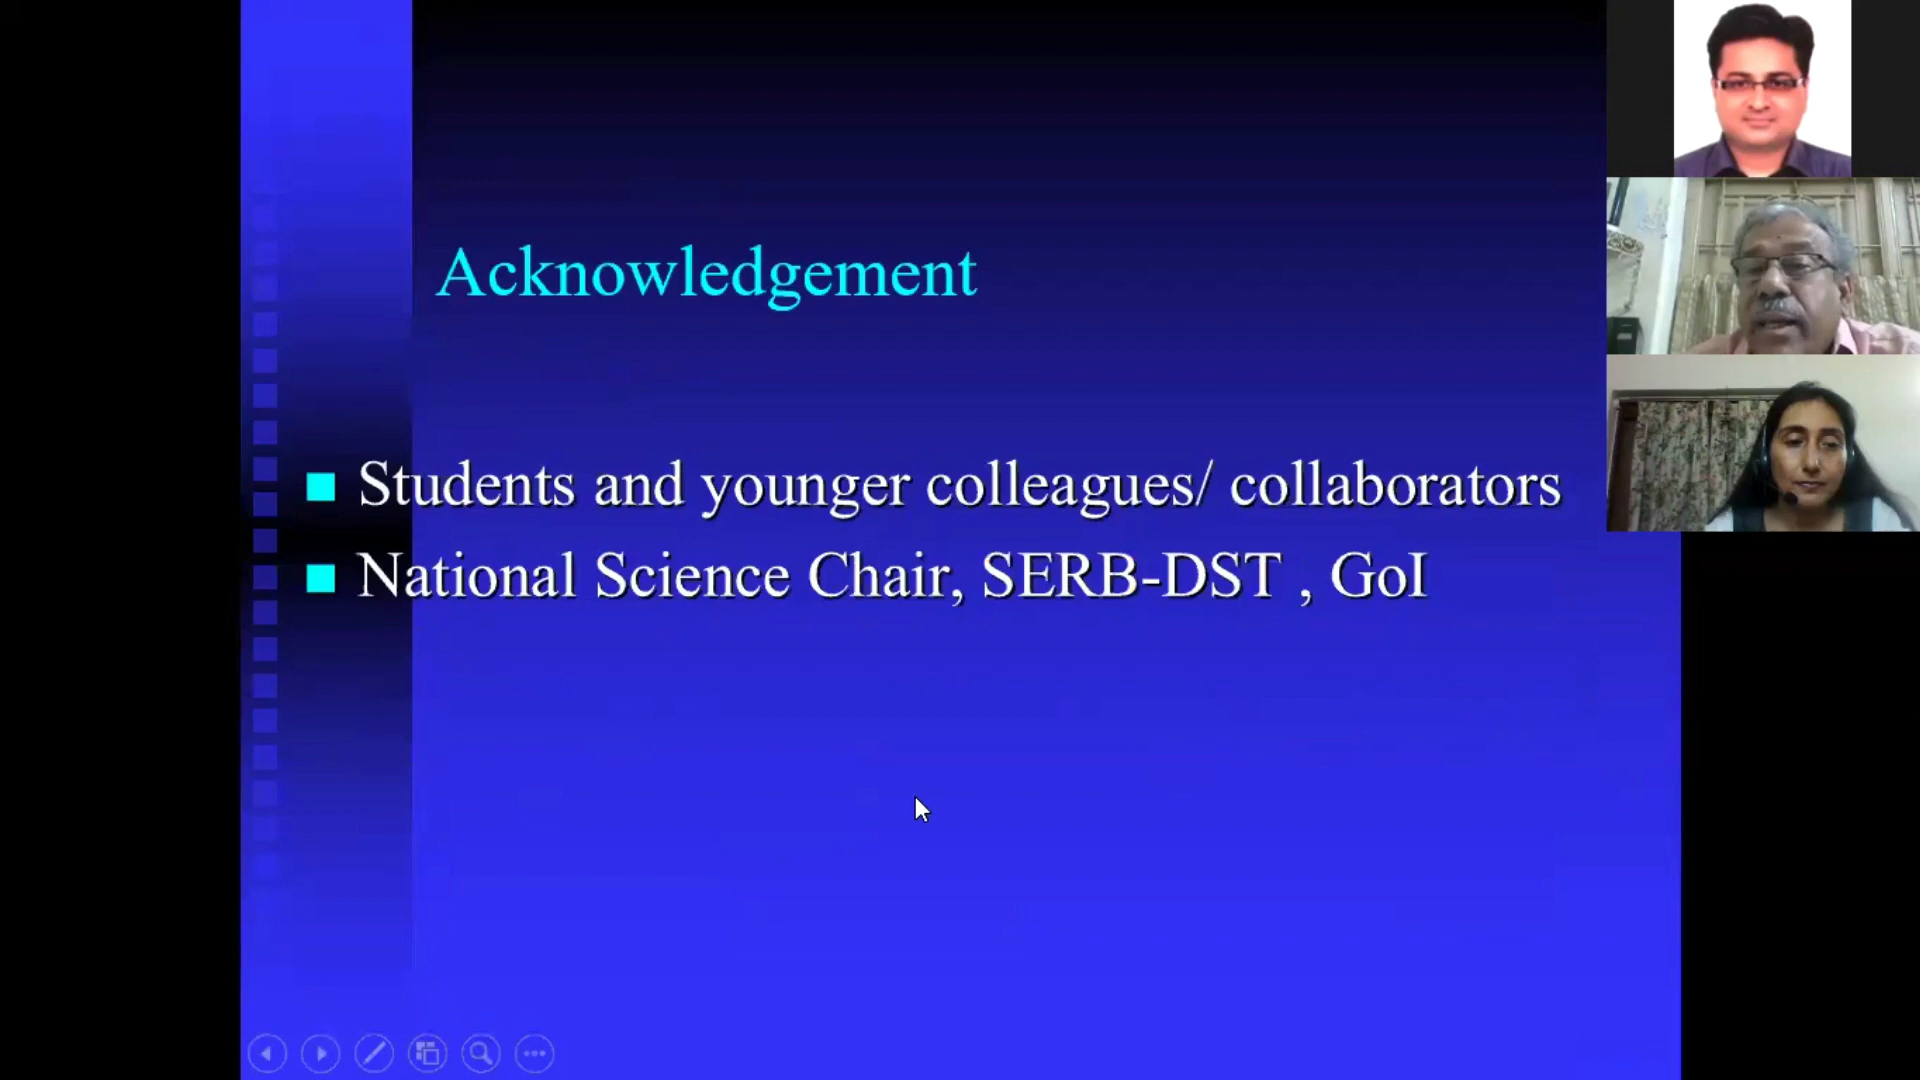 Acknowledgement
Students and younger colleagues/ collaborators
National Science Chair, SERB-DST , GoI